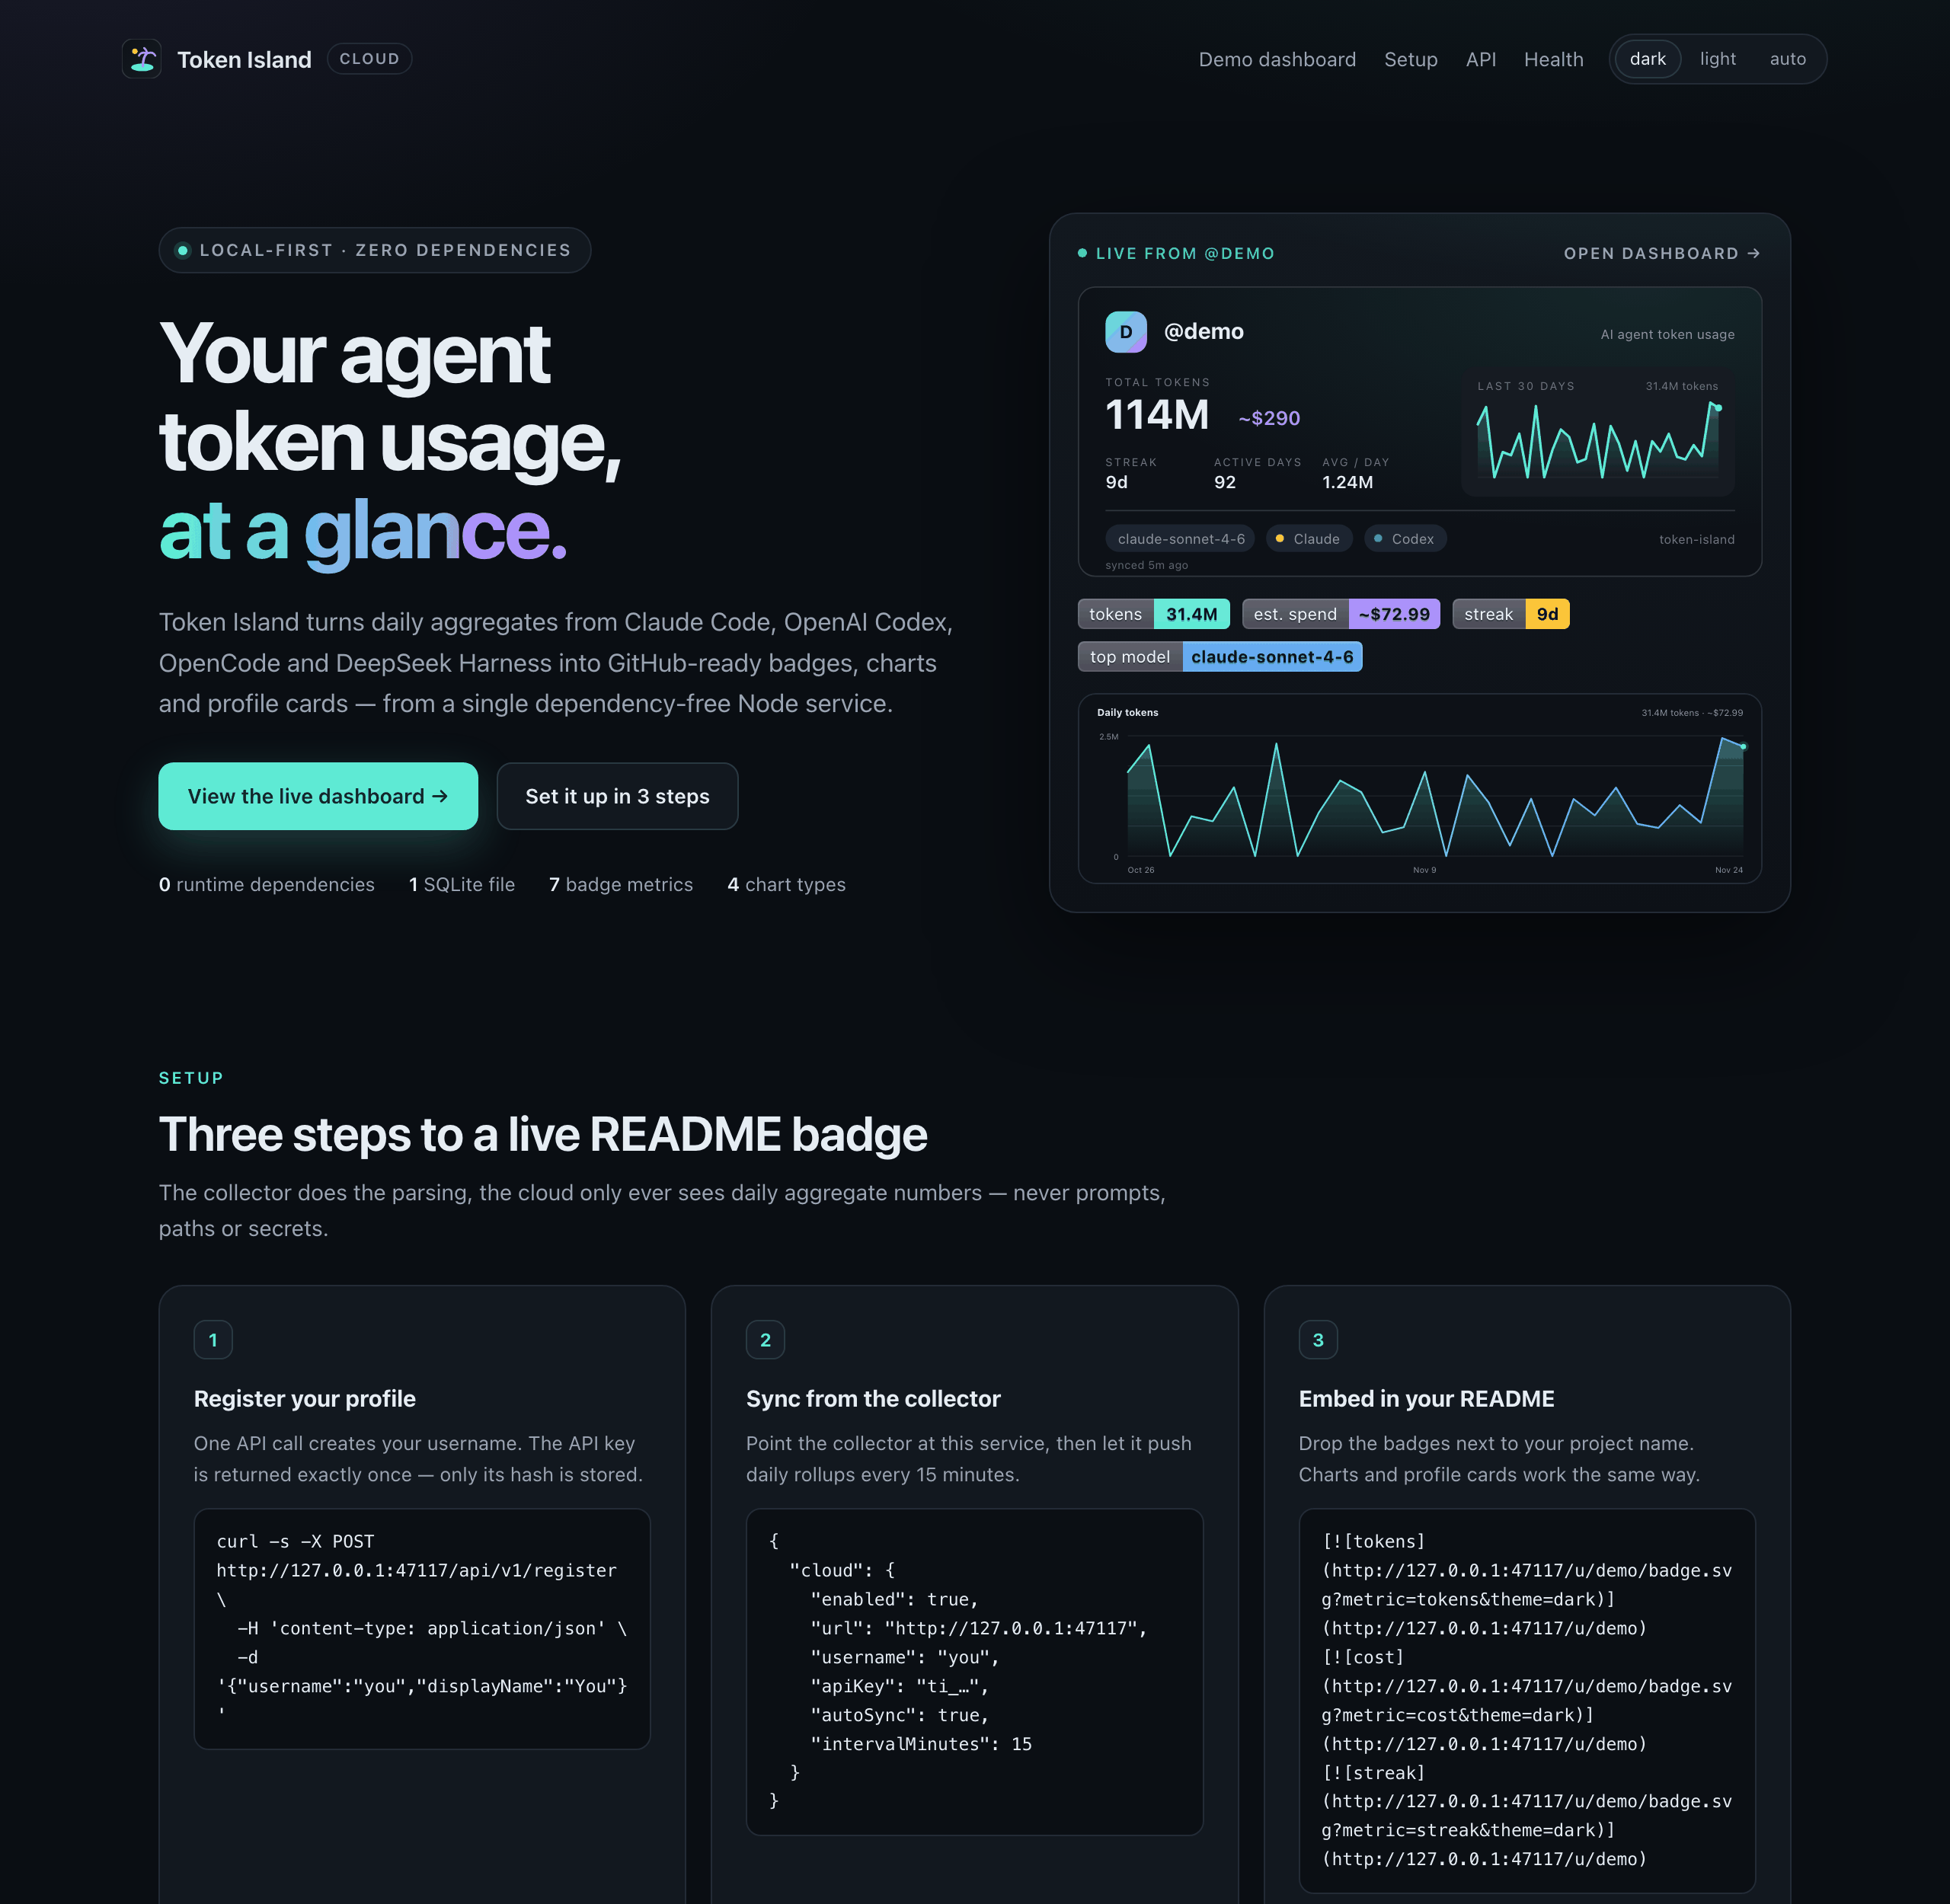 Token Island CLOUD
Demo dashboard Setup API Health dark light auto
LOCAL-FIRST · ZERO DEPENDENCIES
Your agent
token usage,
at a glance.
Token Island turns daily aggregates from Claude Code, OpenAI Codex,
OpenCode and DeepSeek Harness into GitHub-ready badges, charts
and profile cards — from a single dependency-free Node service.
View the live dashboard →
Set it up in 3 steps
0 runtime dependencies 1 SQLite file 7 badge metrics 4 chart types
LIVE FROM @DEMO
OPEN DASHBOARD →
D @demo
AI agent token usage
TOTAL TOKENS
114M ~$290
STREAK ACTIVE DAYS AVG / DAY
9d 92 1.24M
LAST 30 DAYS 31.4M tokens
claude-sonnet-4-6 Claude Codex
token-island
synced 5m ago
tokens 31.4M est. spend ~$72.99 streak 9d
top model claude-sonnet-4-6
Daily tokens 31.4M tokens · ~$72.99
2.5M
0
Oct 26 Nov 9 Nov 24
SETUP
Three steps to a live README badge
The collector does the parsing, the cloud only ever sees daily aggregate numbers — never prompts,
paths or secrets.
1
Register your profile
One API call creates your username. The API key
is returned exactly once — only its hash is stored.
curl -s -X POST
http://127.0.0.1:47117/api/v1/register
\
-H 'content-type: application/json' \
-d
'{"username":"you","displayName":"You"}
'
2
Sync from the collector
Point the collector at this service, then let it push
daily rollups every 15 minutes.
{
"cloud": {
"enabled": true,
"url": "http://127.0.0.1:47117",
"username": "you",
"apiKey": "ti_…",
"autoSync": true,
"intervalMinutes": 15
}
}
3
Embed in your README
Drop the badges next to your project name.
Charts and profile cards work the same way.
[![tokens]
(http://127.0.0.1:47117/u/demo/badge.sv
g?metric=tokens&theme=dark)]
(http://127.0.0.1:47117/u/demo)
[![cost]
(http://127.0.0.1:47117/u/demo/badge.sv
g?metric=cost&theme=dark)]
(http://127.0.0.1:47117/u/demo)
[![streak]
(http://127.0.0.1:47117/u/demo/badge.sv
g?metric=streak&theme=dark)]
(http://127.0.0.1:47117/u/demo)